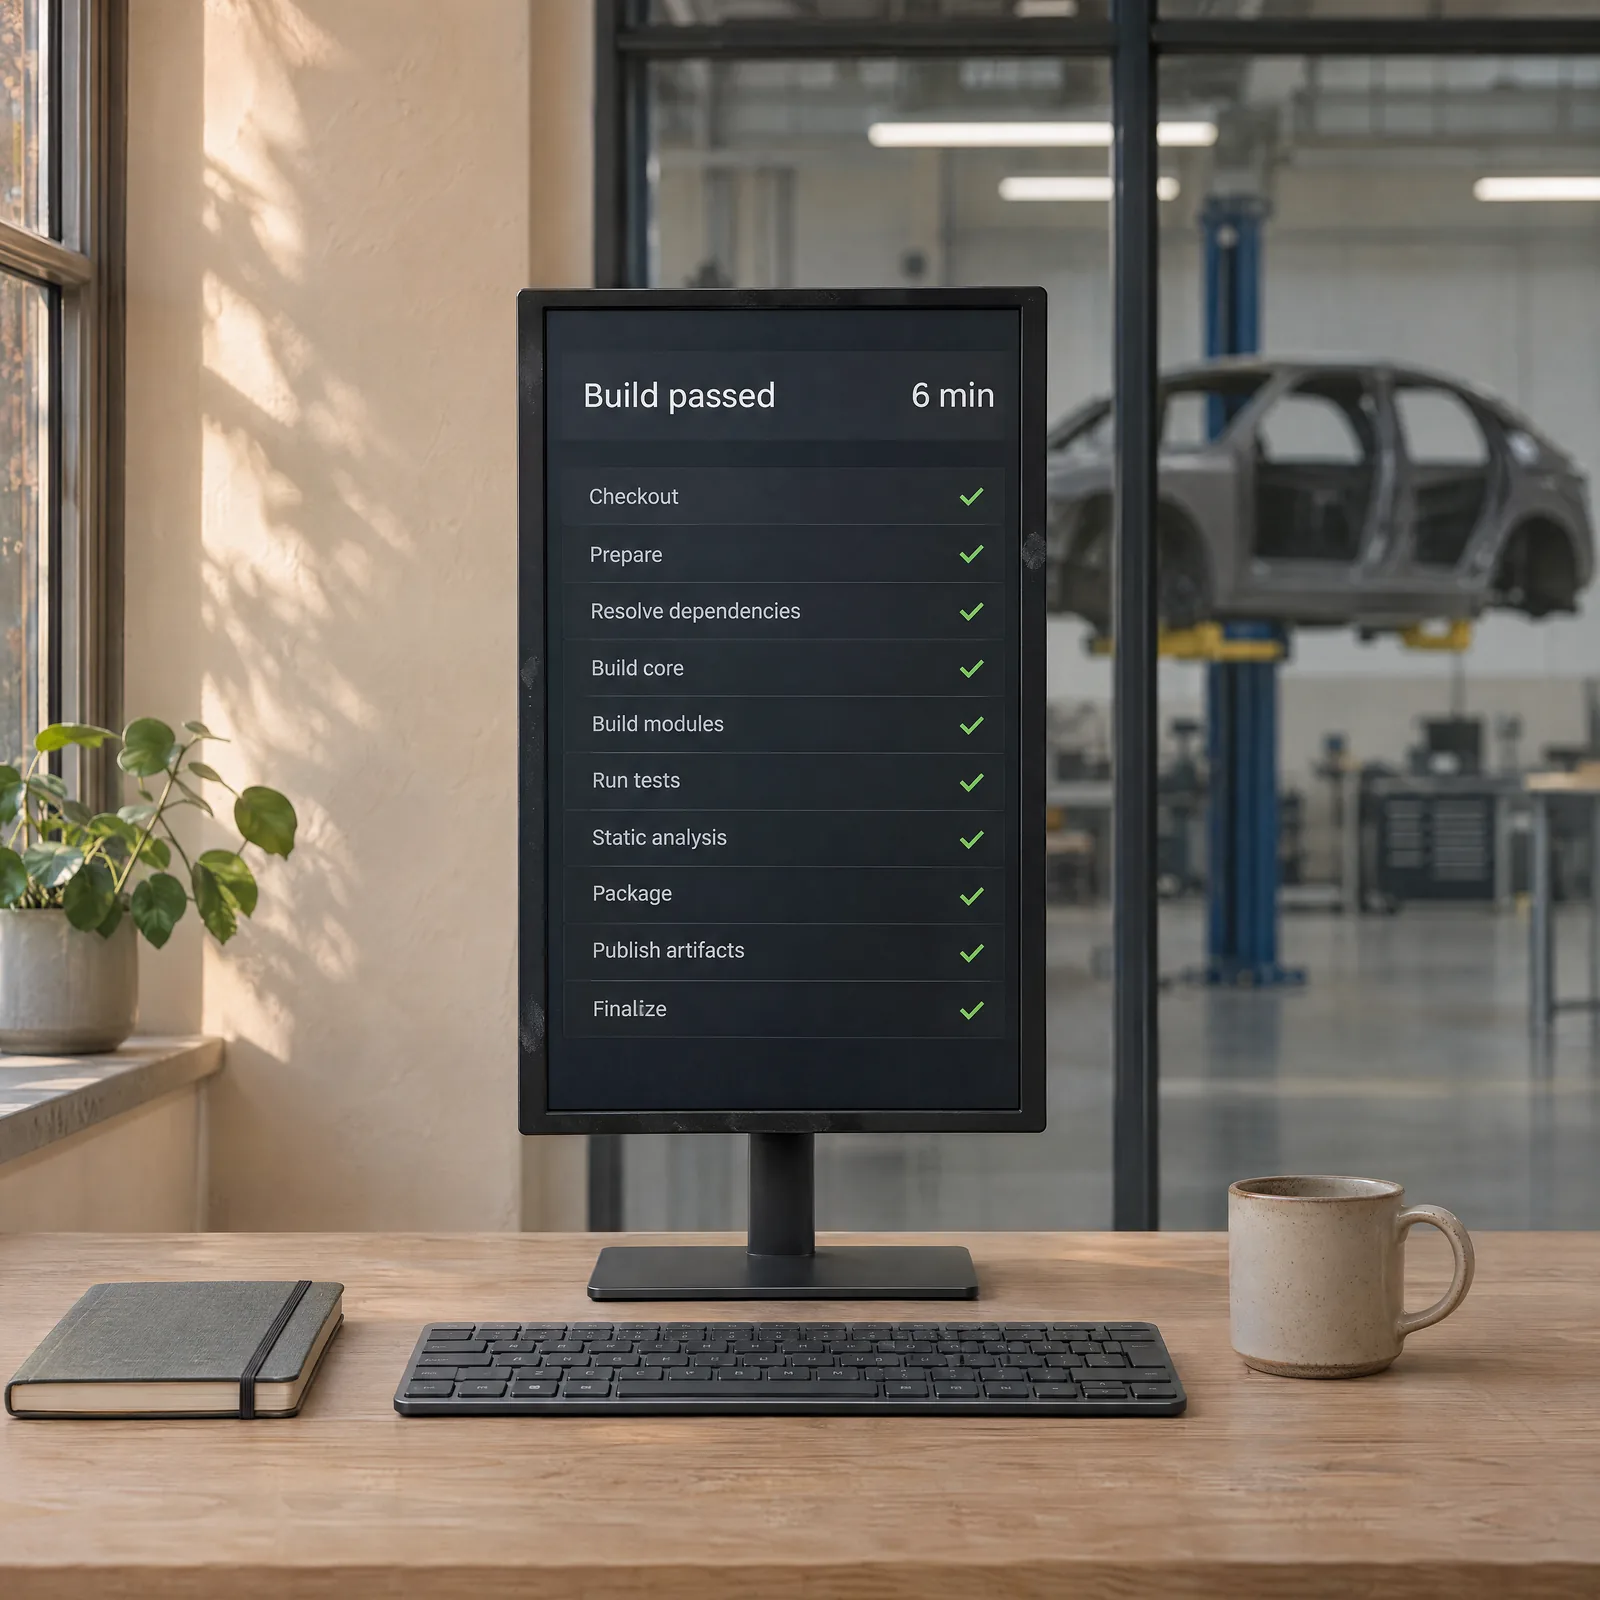 Build passed 6 min
Checkout
Prepare
Resolve dependencies
Build core
Build modules
Run tests
Static analysis
Package
Publish artifacts
Finalize